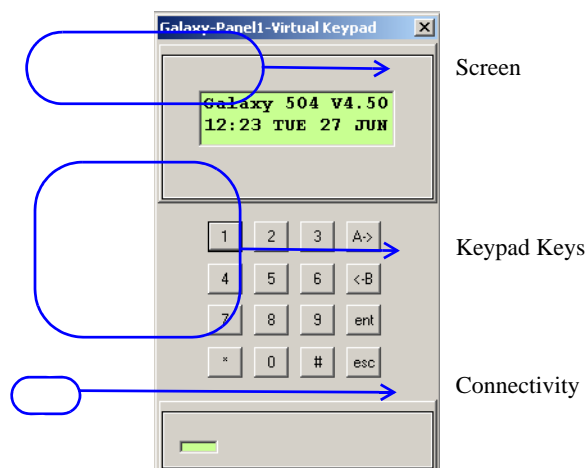 Galaxy-Panel1-Virtual Keypad
Screen
Galaxy 504 V4.50
12:23 TUE 27 JUN
1 2 3 A->
Keypad Keys
4 5 6 <-B
7 8 9 ent
* 0 # esc
Connectivity